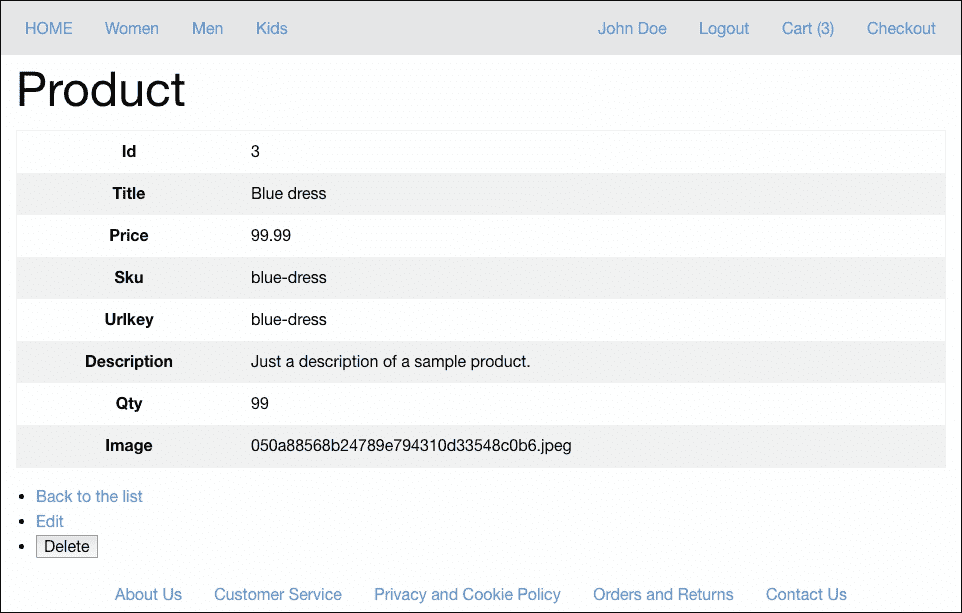 HOME Women Men Kids John Doe Logout Cart (3) Checkout
Product
Id 3
Title Blue dress
Price 99.99
Sku blue-dress
Urlkey blue-dress
Description Just a description of a sample product.
Qty 99
Image 050a88568b24789e794310d33548c0b6.jpeg
Back to the list
Edit
Delete
About Us Customer Service Privacy and Cookie Policy Orders and Returns Contact Us